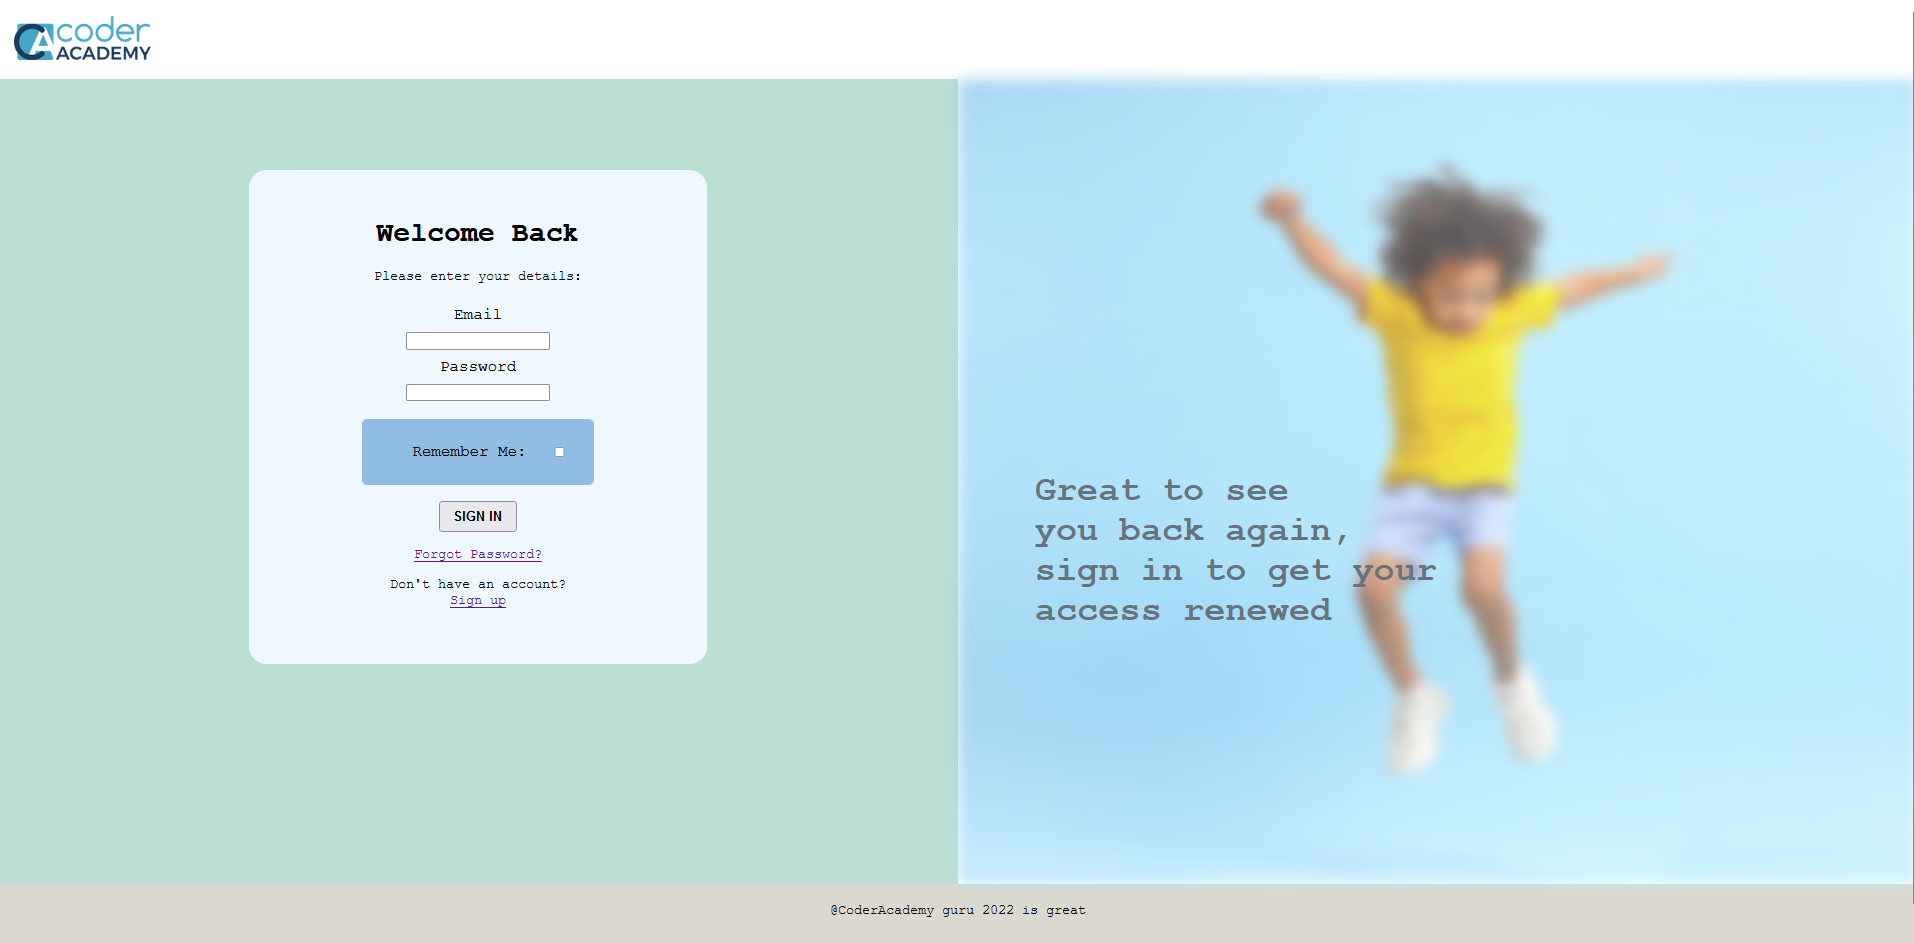 coder
ACADEMY
Welcome Back
Please enter your details:
Email
Password
Remember Me:
SIGN IN
Forgot Password?
Don't have an account?
Sign up
Great to see
you back again,
sign in to get your
access renewed
@CoderAcademy guru 2022 is great